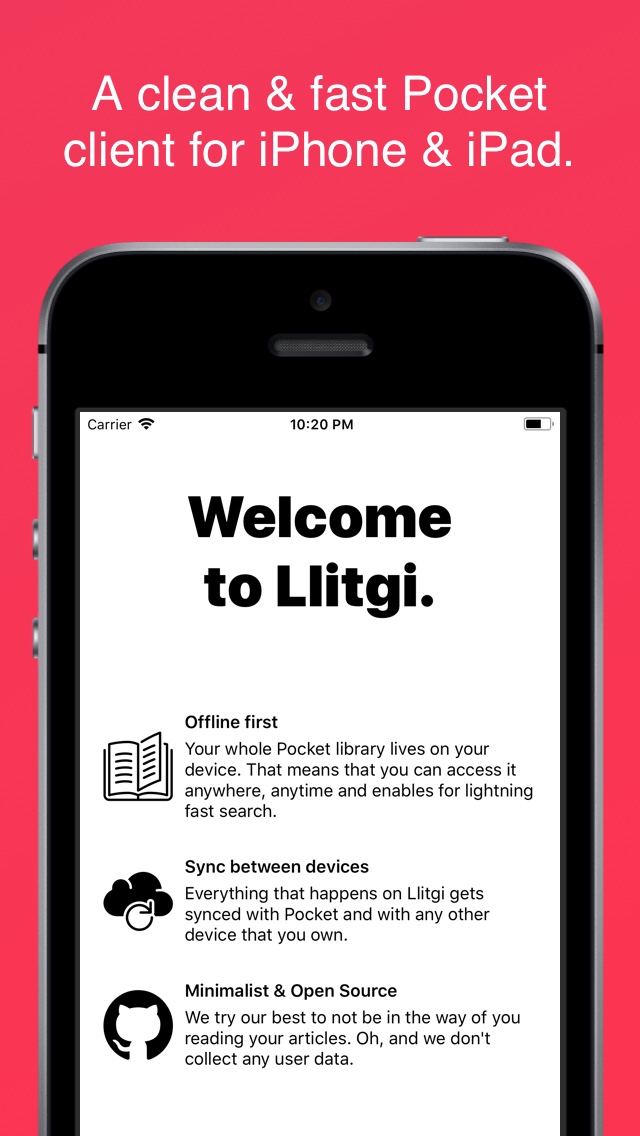 A clean & fast Pocket
client for iPhone & iPad.
Carrier
10:20 PM
Welcome
to Llitgi.
Offline first
Your whole Pocket library lives on your
device. That means that you can access it
anywhere, anytime and enables for lightning
fast search.
Sync between devices
Everything that happens on Llitgi gets
synced with Pocket and with any other
device that you own.
Minimalist & Open Source
We try our best to not be in the way of you
reading your articles. Oh, and we don't
collect any user data.